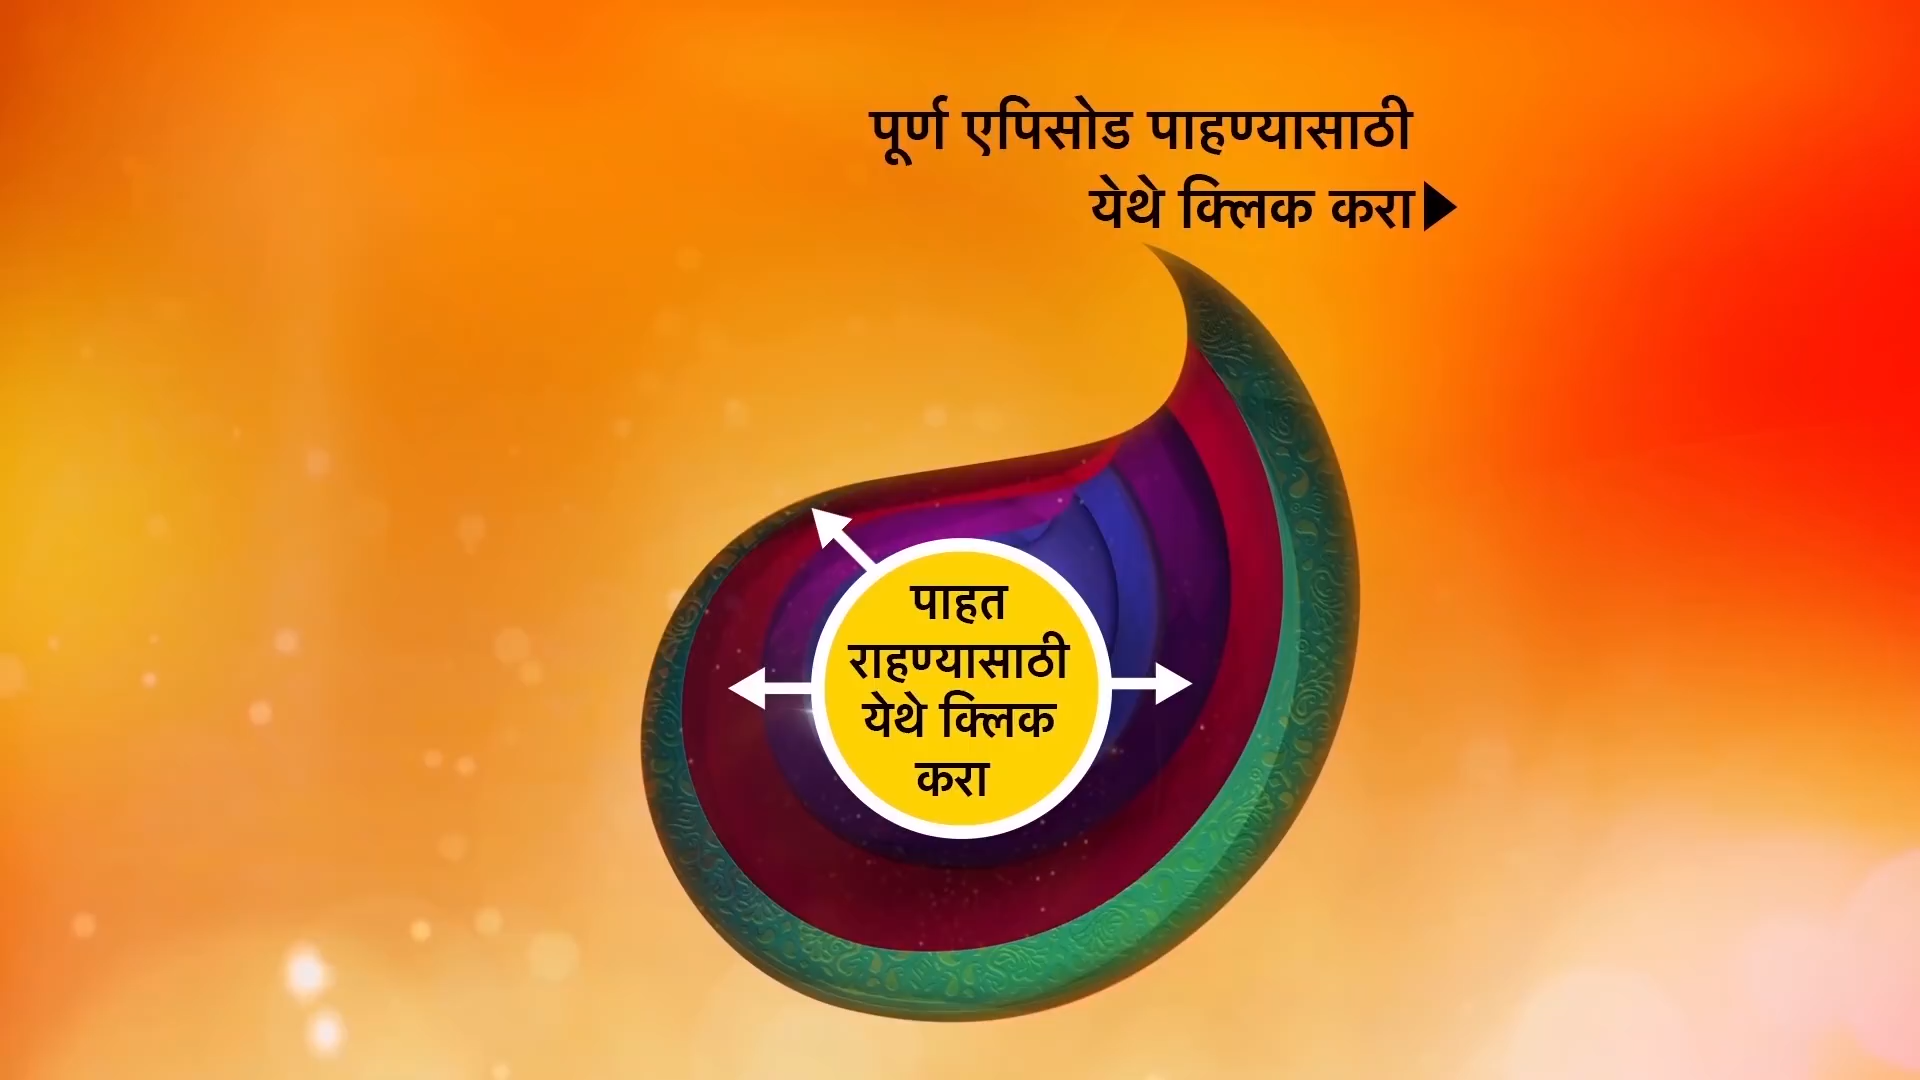 पूर्ण एपिसोड पाहण्यासाठी
येथे क्लिक करा
पाहत
राहण्यासाठी
येथे क्लिक
करा